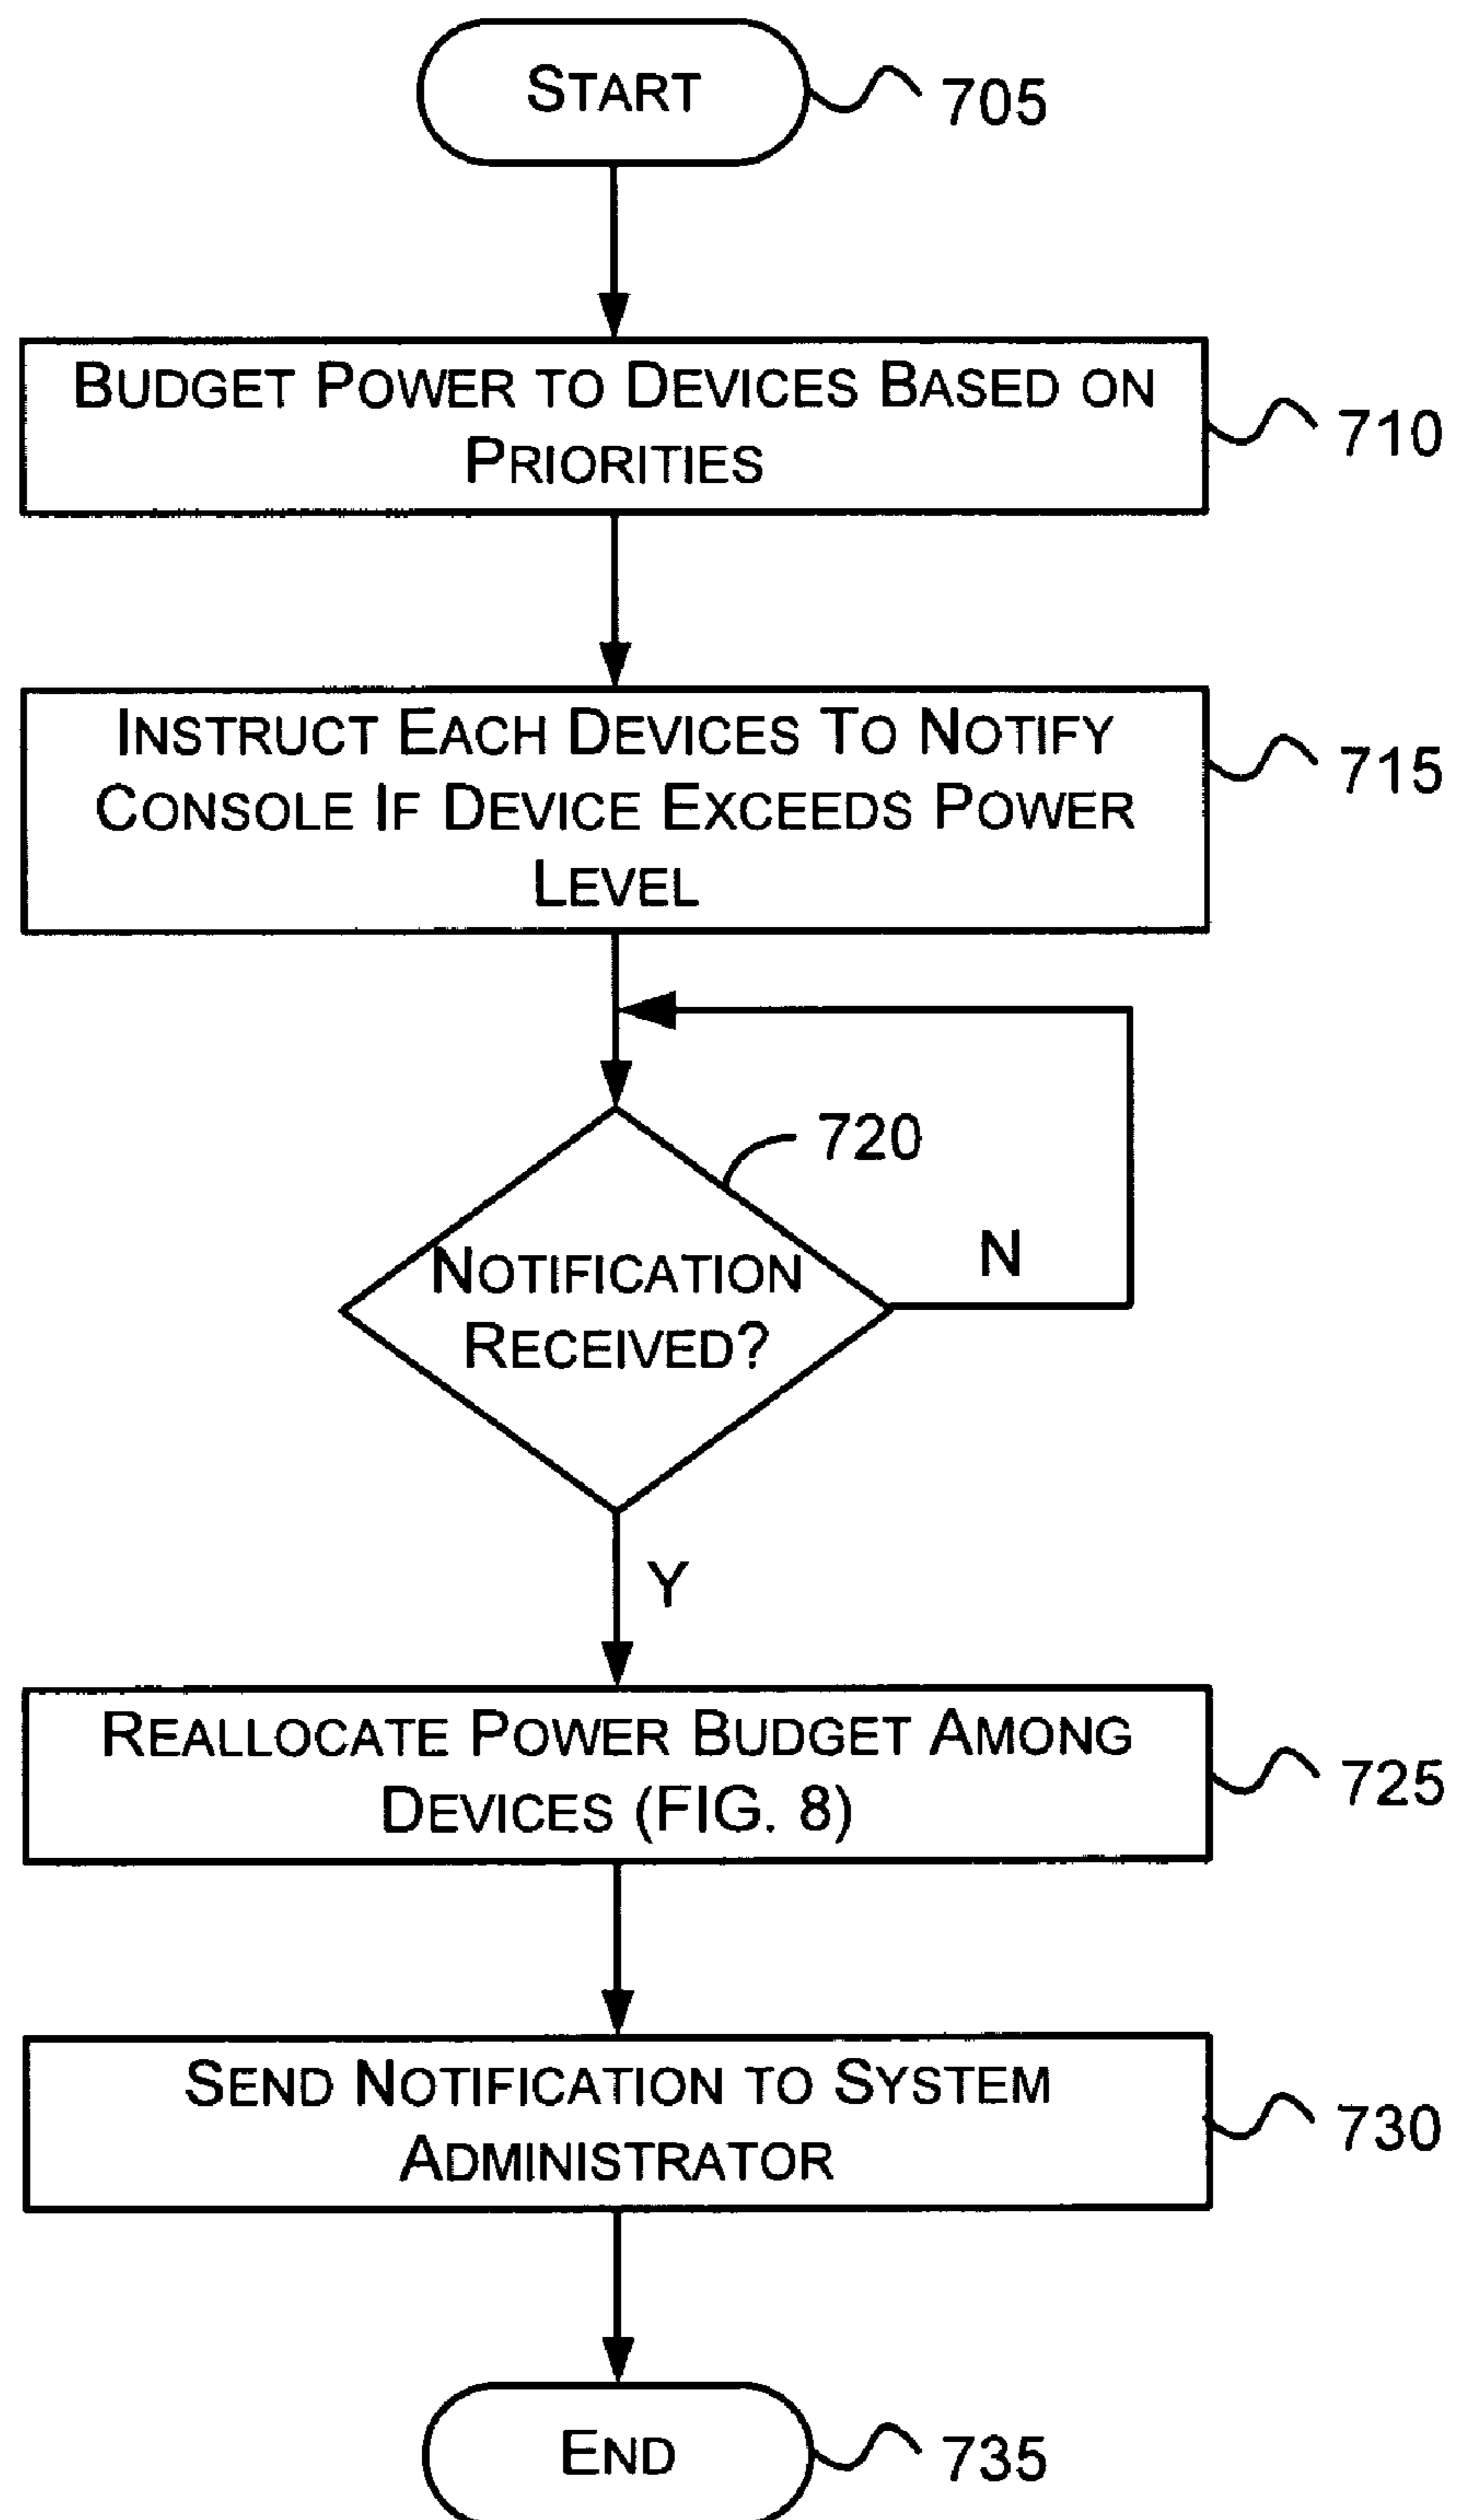 START
705
BUDGET POWER TO DEVICES BASED ON
PRIORITIES
710
INSTRUCT EACH DEVICES TO NOTIFY
CONSOLE IF DEVICE EXCEEDS POWER
LEVEL
715
720
NOTIFICATION
RECEIVED?
N
Y
REALLOCATE POWER BUDGET AMONG
DEVICES (FIG. 8)
725
SEND NOTIFICATION TO SYSTEM
ADMINISTRATOR
730
END
735